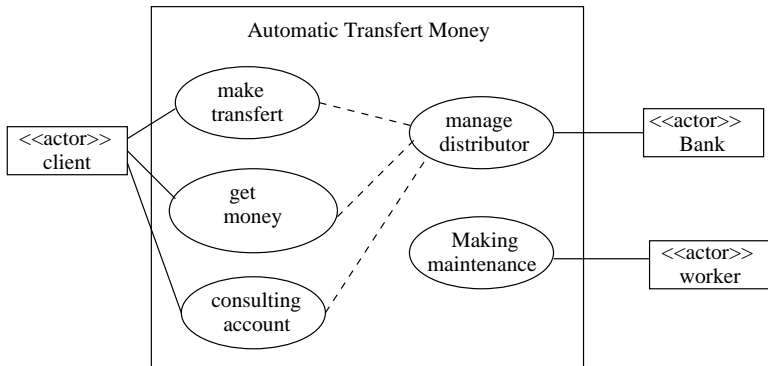 Automatic Transfert Money
<<actor>>
client
make
transfert
get
money
consulting
account
manage
distributor
Making
maintenance
<<actor>>
Bank
<<actor>>
worker